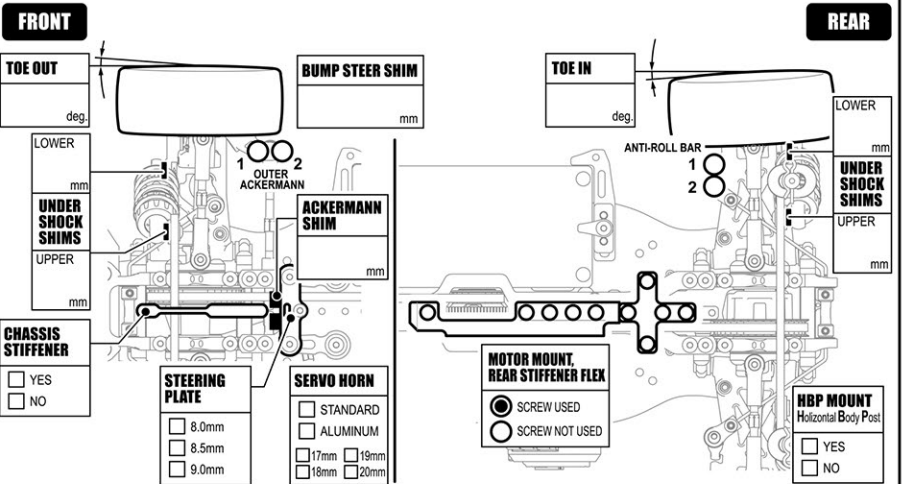 FRONT
TOE OUT
deg.
BUMP STEER SHIM
mm
LOWER
mm
UNDER
SHOCK
SHIMS
UPPER
mm
1 2
OUTER
ACKERMANN
ACKERMANN
SHIM
mm
CHASSIS
STIFFENER
YES
NO
STEERING
PLATE
8.0mm
8.5mm
9.0mm
SERVO HORN
STANDARD
ALUMINUM
17mm 19mm
18mm 20mm
REAR
TOE IN
deg.
ANTI-ROLL BAR
1
2
LOWER
mm
UNDER
SHOCK
SHIMS
UPPER
mm
MOTOR MOUNT,
REAR STIFFENER FLEX
SCREW USED
SCREW NOT USED
HBP MOUNT
Holizontal Body Post
YES
NO